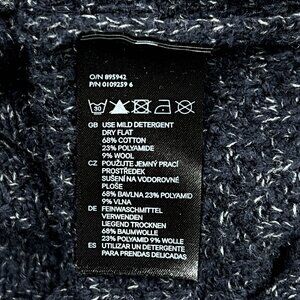 O/N 895942
P/N 0109259 6
30
GB USE MILD DETERGENT
DRY FLAT
68% COTTON
23% POLYAMIDE
9% WOOL
CZ POUŽIJTE JEMNÝ PRACÍ
PROSTŘEDEK
SUŠENÍ NA VODOROVNÉ
PLOŠE
68% BAVLNA 23% POLYAMID
9% VLNA
DE FEINWASCHMITTEL
VERWENDEN
LIEGEND TROCKNEN
68% BAUMWOLLE
23% POLYAMID 9% WOLLE
ES UTILIZAR UN DETERGENTE
PARA PRENDAS DELICADAS